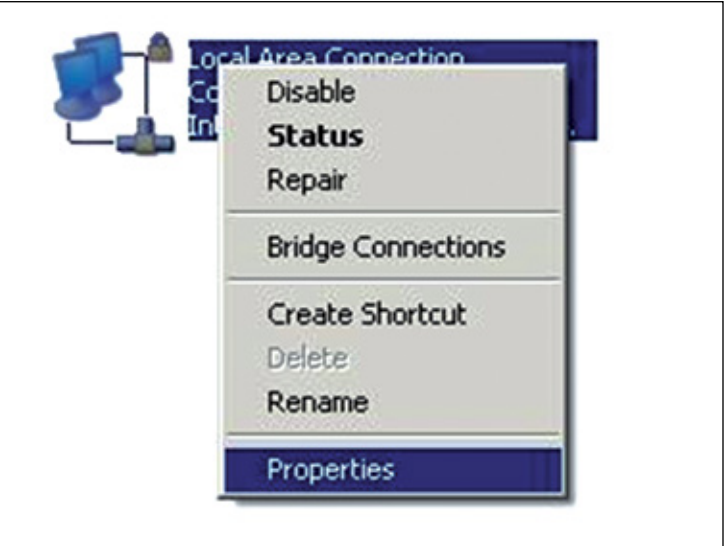 Local Area Connection
Disable
Status
Repair
Bridge Connections
Create Shortcut
Delete
Rename
Properties